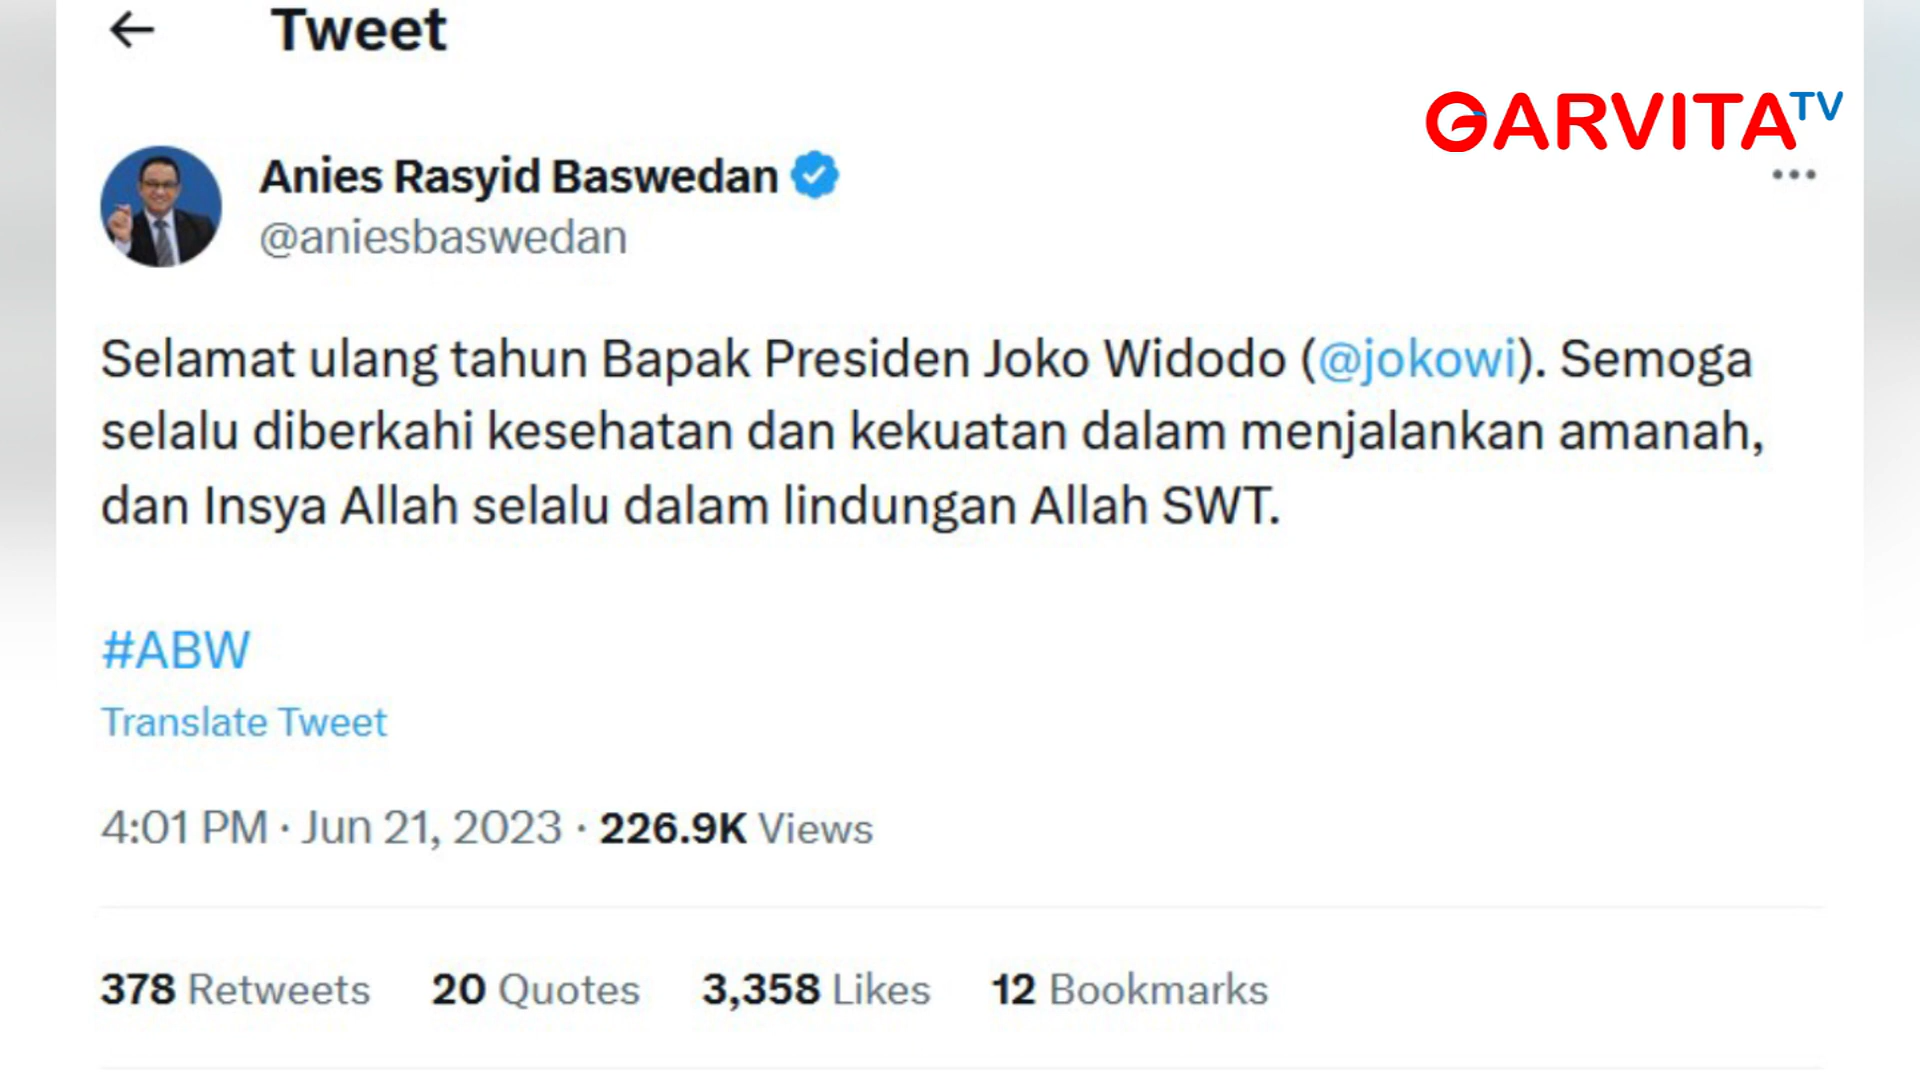 Tweet
GARVITA TV
Anies Rasyid Baswedan
@aniesbaswedan
Selamat ulang tahun Bapak Presiden Joko Widodo (@jokowi). Semoga
selalu diberkahi kesehatan dan kekuatan dalam menjalankan amanah,
dan Insya Allah selalu dalam lindungan Allah SWT.
#ABW
Translate Tweet
4:01 PM · Jun 21, 2023 · 226.9K Views
378 Retweets 20 Quotes 3,358 Likes 12 Bookmarks